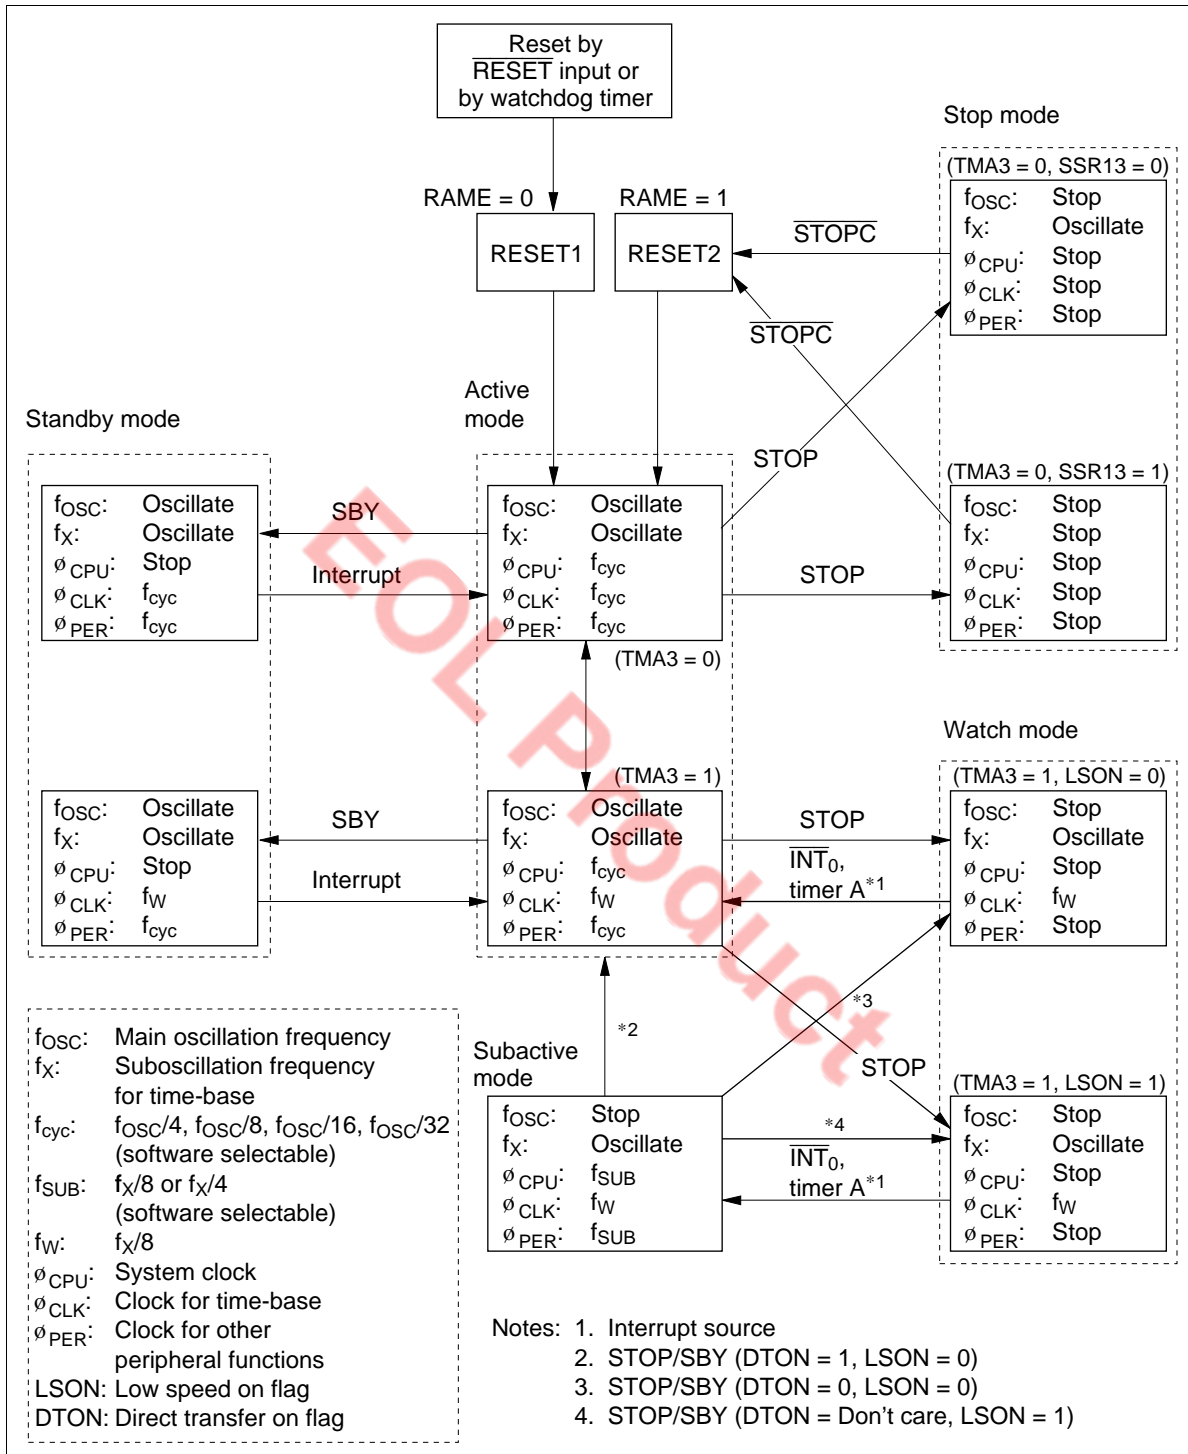 Reset by
RESET input or
by watchdog timer
Stop mode
RAME = 0
RAME = 1
(TMA3 = 0, SSR13 = 0)
RESET1
RESET2
STOPC
fOSC: Stop
fX: Oscillate
øCPU: Stop
øCLK: Stop
øPER: Stop
STOPC
STOP
Standby mode
Active
mode
(TMA3 = 0, SSR13 = 1)
fOSC: Oscillate
fX: Oscillate
øCPU: Stop
øCLK: fcyc
øPER: fcyc
SBY
Interrupt
fOSC: Oscillate
fX: Oscillate
øCPU: fcyc
øCLK: fcyc
øPER: fcyc
(TMA3 = 0)
STOP
fOSC: Stop
fX: Stop
øCPU: Stop
øCLK: Stop
øPER: Stop
Watch mode
(TMA3 = 1)
(TMA3 = 1, LSON = 0)
fOSC: Oscillate
fX: Oscillate
øCPU: Stop
øCLK: fW
øPER: fcyc
SBY
Interrupt
fOSC: Oscillate
fX: Oscillate
øCPU: fcyc
øCLK: fW
øPER: fcyc
STOP
INT0,
timer A*1
fOSC: Stop
fX: Oscillate
øCPU: Stop
øCLK: fW
øPER: Stop
*2
*3
STOP
Subactive
mode
(TMA3 = 1, LSON = 1)
fOSC: Stop
fX: Oscillate
øCPU: fSUB
øCLK: fW
øPER: fSUB
*4
INT0,
timer A*1
fOSC: Stop
fX: Oscillate
øCPU: Stop
øCLK: fW
øPER: Stop
fOSC: Main oscillation frequency
fX: Suboscillation frequency
for time-base
fcyc: fOSC/4, fOSC/8, fOSC/16, fOSC/32
(software selectable)
fSUB: fX/8 or fX/4
(software selectable)
fW: fX/8
øCPU: System clock
øCLK: Clock for time-base
øPER: Clock for other
peripheral functions
LSON: Low speed on flag
DTON: Direct transfer on flag
Notes: 1. Interrupt source
2. STOP/SBY (DTON = 1, LSON = 0)
3. STOP/SBY (DTON = 0, LSON = 0)
4. STOP/SBY (DTON = Don't care, LSON = 1)
EOL Product